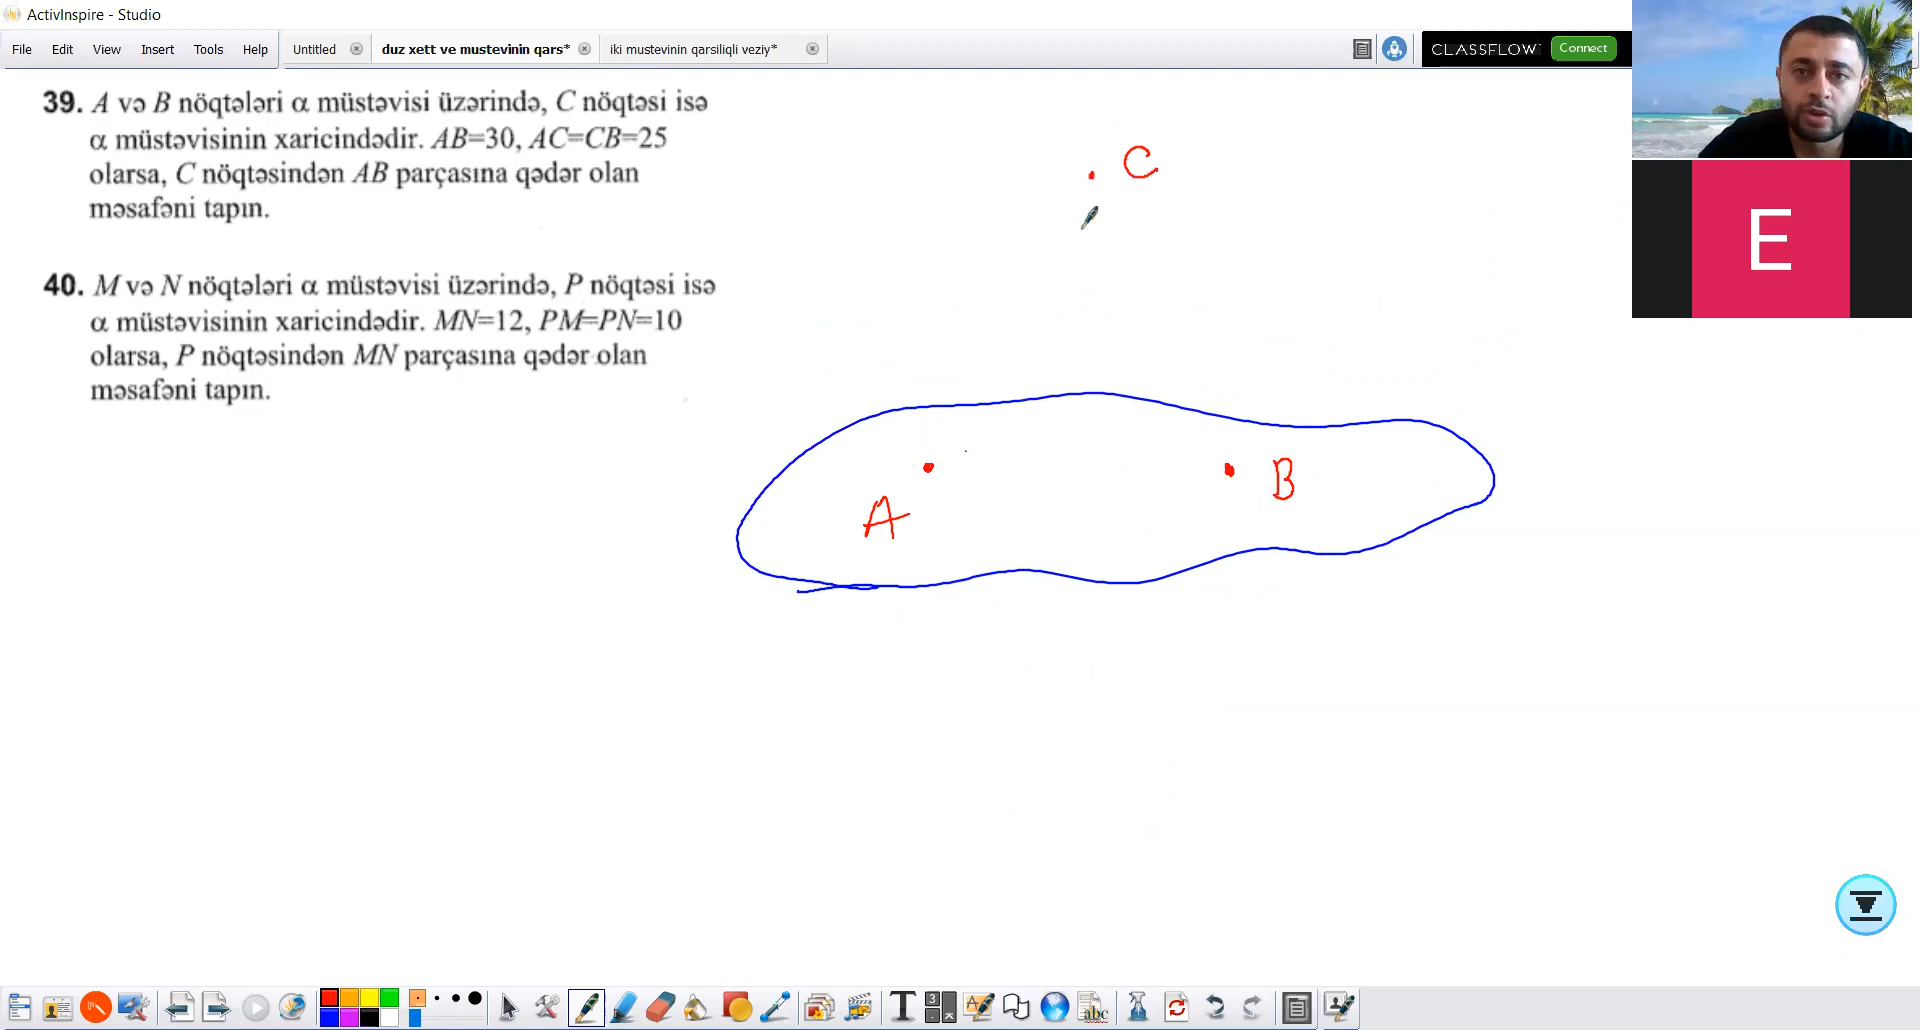 ActivInspire - Studio
File Edit View Insert Tools Help Untitled duz xett ve mustevinin qars* iki mustevinin qarsiliqli veziy* CLASSFLOW Connect
39. A və B nöqtələri α müstəvisi üzərində, C nöqtəsi isə
α müstəvisinin xaricindədir. AB=30, AC=CB=25
olarsa, C nöqtəsindən AB parçasına qədər olan
məsafəni tapın.
40. M və N nöqtələri α müstəvisi üzərində, P nöqtəsi isə
α müstəvisinin xaricindədir. MN=12, PM=PN=10
olarsa, P nöqtəsindən MN parçasına qədər olan
məsafəni tapın.
C
A
B
E